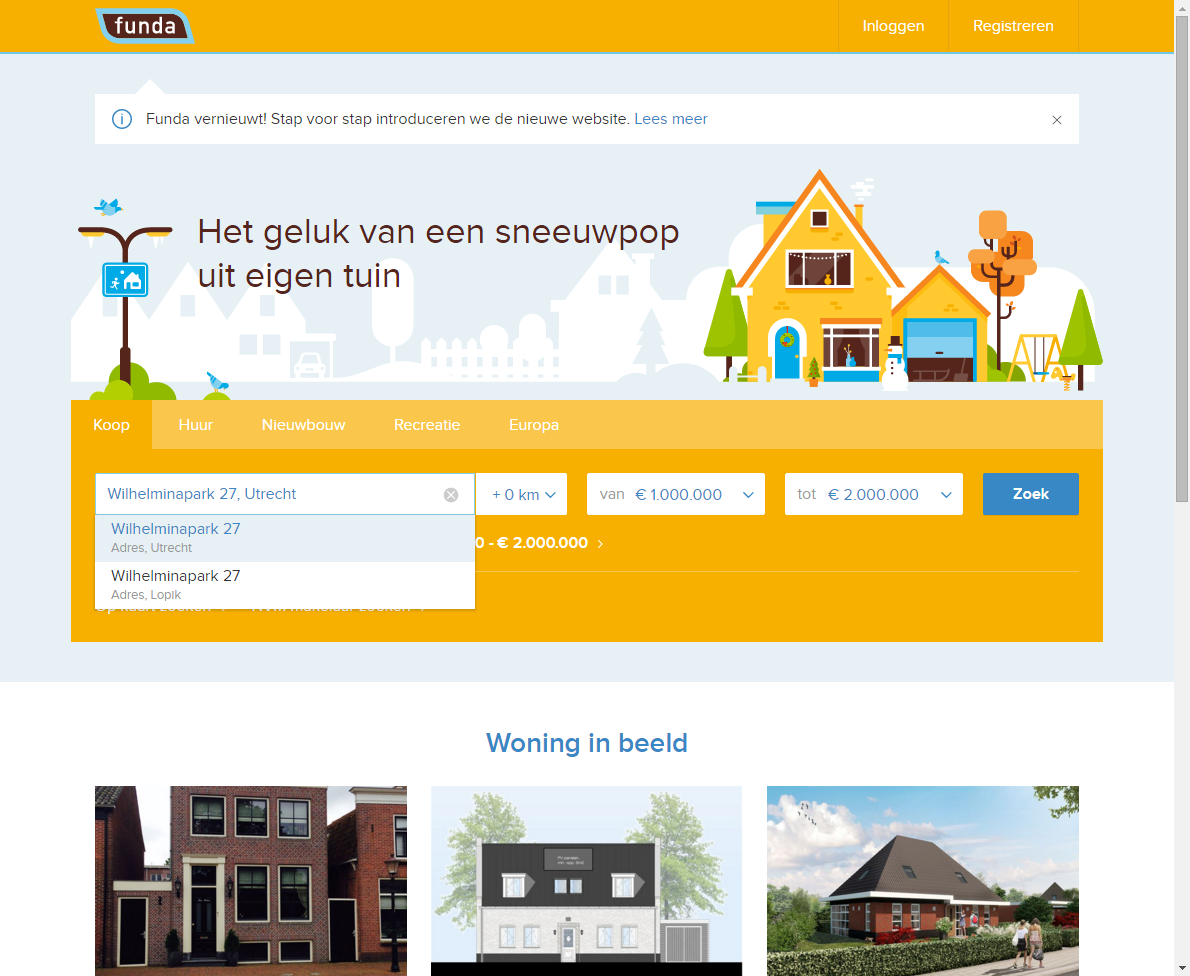 funda
Inloggen
Registreren
Funda vernieuwt! Stap voor stap introduceren we de nieuwe website. Lees meer
Het geluk van een sneeuwpop
uit eigen tuin
Koop
Huur
Nieuwbouw
Recreatie
Europa
Wilhelminapark 27, Utrecht
+ 0 km
van € 1.000.000
tot € 2.000.000
Zoek
Wilhelminapark 27
Adres, Utrecht
0 - € 2.000.000
Wilhelminapark 27
Adres, Lopik
Woning in beeld